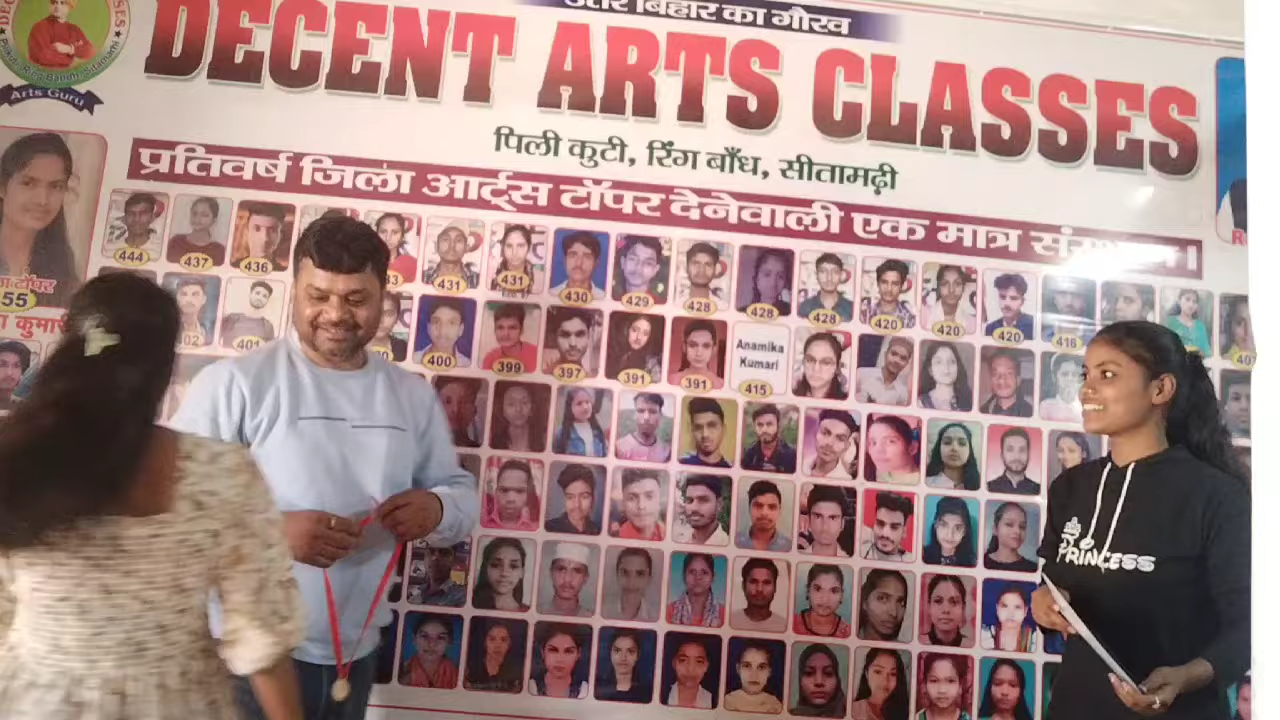 उत्तर बिहार का गौरव
DECENT ARTS CLASSES
Arts Guru
पिली कुटी, रिंग बाँध, सीतामढ़ी
प्रतिवर्ष जिला आर्ट्स टॉपर देनेवाली एक मात्र
444 437 436 431 431 430 429 428 428 428 420 420 420 416
401 400 399 397 391 391 Anamika Kumari 415
PRINCESS